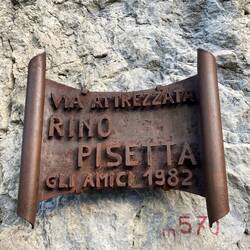 VIA ATTREZZATA
RINO
PISETTA
GLI AMICI 1982
m 570